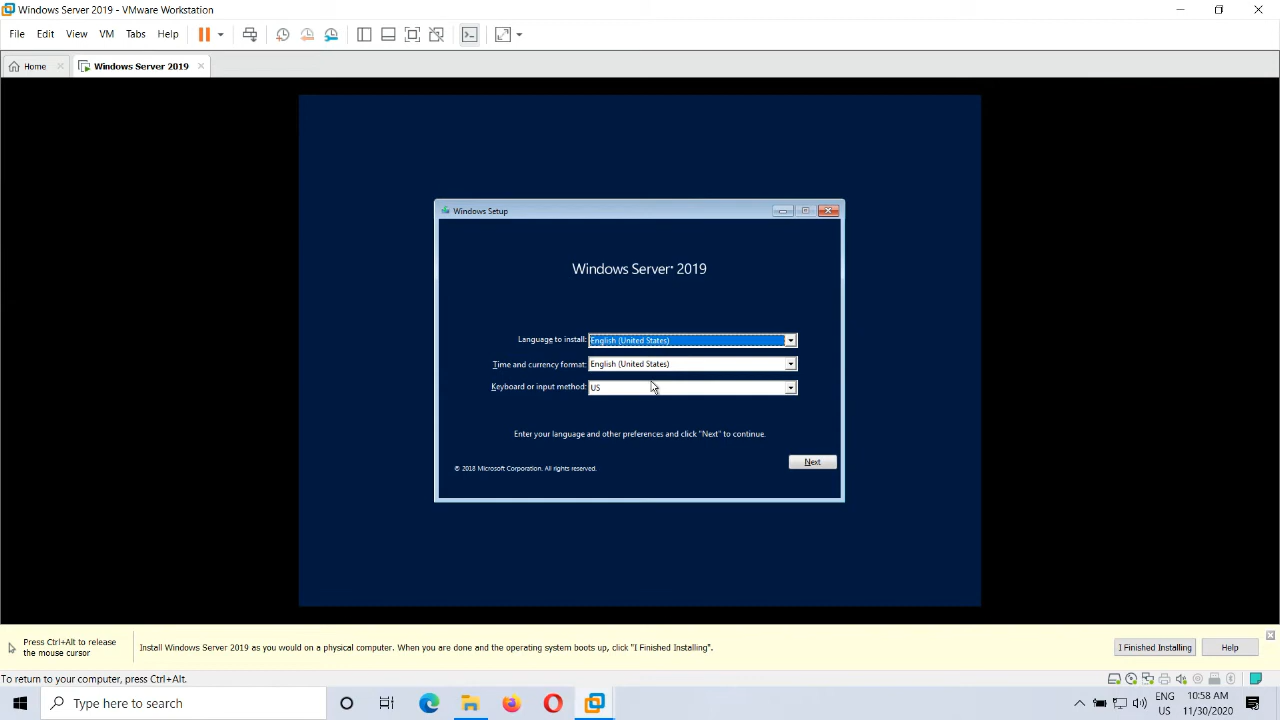 Windows Server 2019 - VMware Workstation
File Edit View VM Tabs Help
Home Windows Server 2019
Windows Setup
Windows Server® 2019
Language to install: English (United States)
Time and currency format: English (United States)
Keyboard or input method: US
Enter your language and other preferences and click "Next" to continue.
Next
© 2018 Microsoft Corporation. All rights reserved.
Press Ctrl+Alt to release
the mouse cursor
Install Windows Server 2019 as you would on a physical computer. When you are done and the operating system boots up, click "I Finished Installing".
I Finished Installing Help
To return to your computer, press Ctrl+Alt.
Type here to search
ENG 10:58 AM
US 11/30/2020